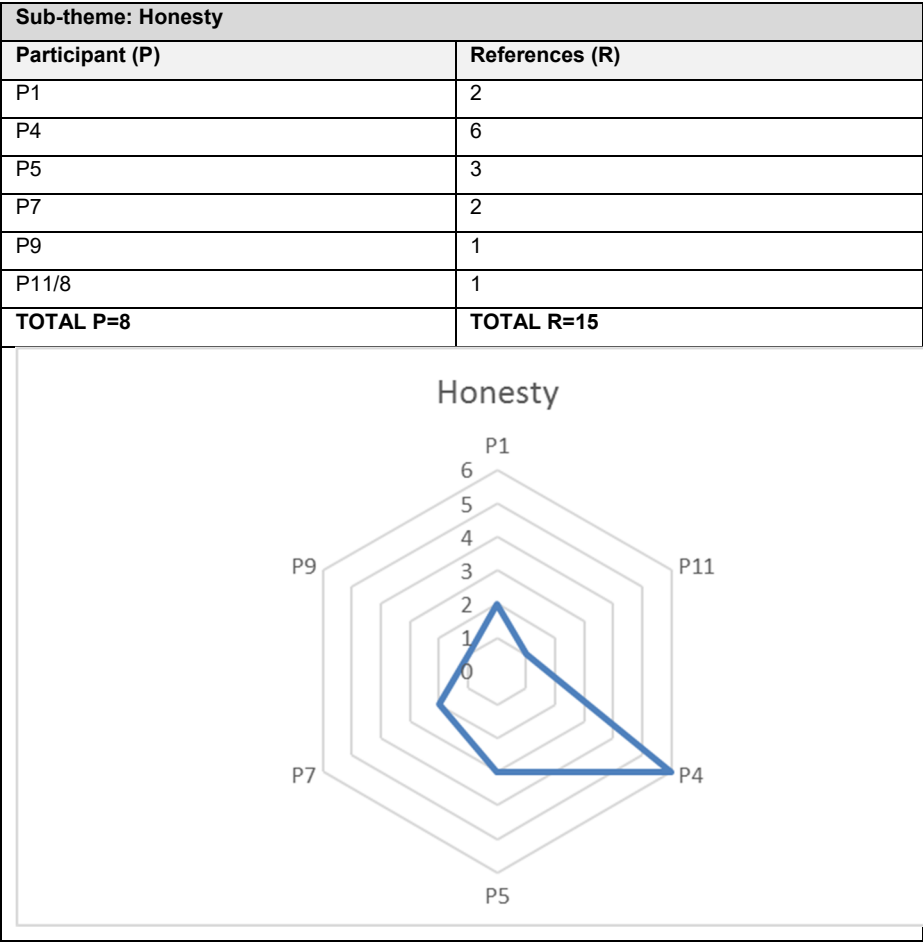 Sub-theme: Honesty
Participant (P) References (R)
P1 2
P4 6
P5 3
P7 2
P9 1
P11/8 1
TOTAL P=8 TOTAL R=15
Honesty
P1
6
5
4
3
2
1
0
P9 P11
P7 P4
P5